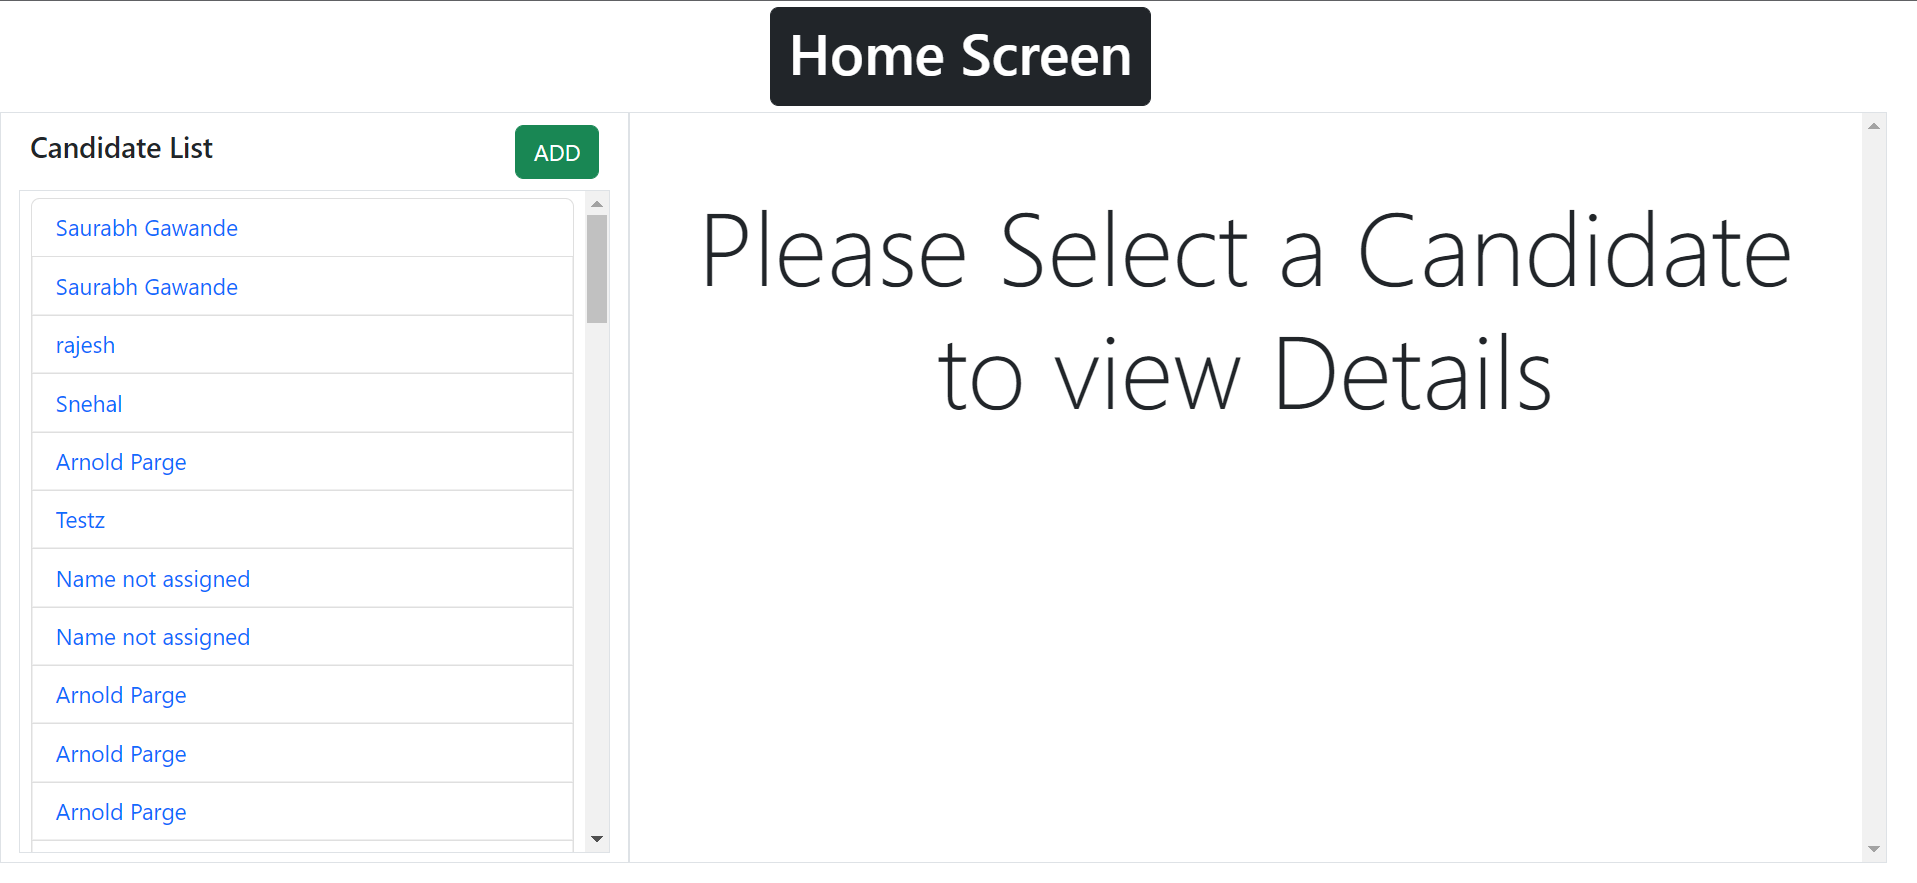 Home Screen
Candidate List
ADD
Saurabh Gawande
Saurabh Gawande
rajesh
Snehal
Arnold Parge
Testz
Name not assigned
Name not assigned
Arnold Parge
Arnold Parge
Arnold Parge
Please Select a Candidate
to view Details